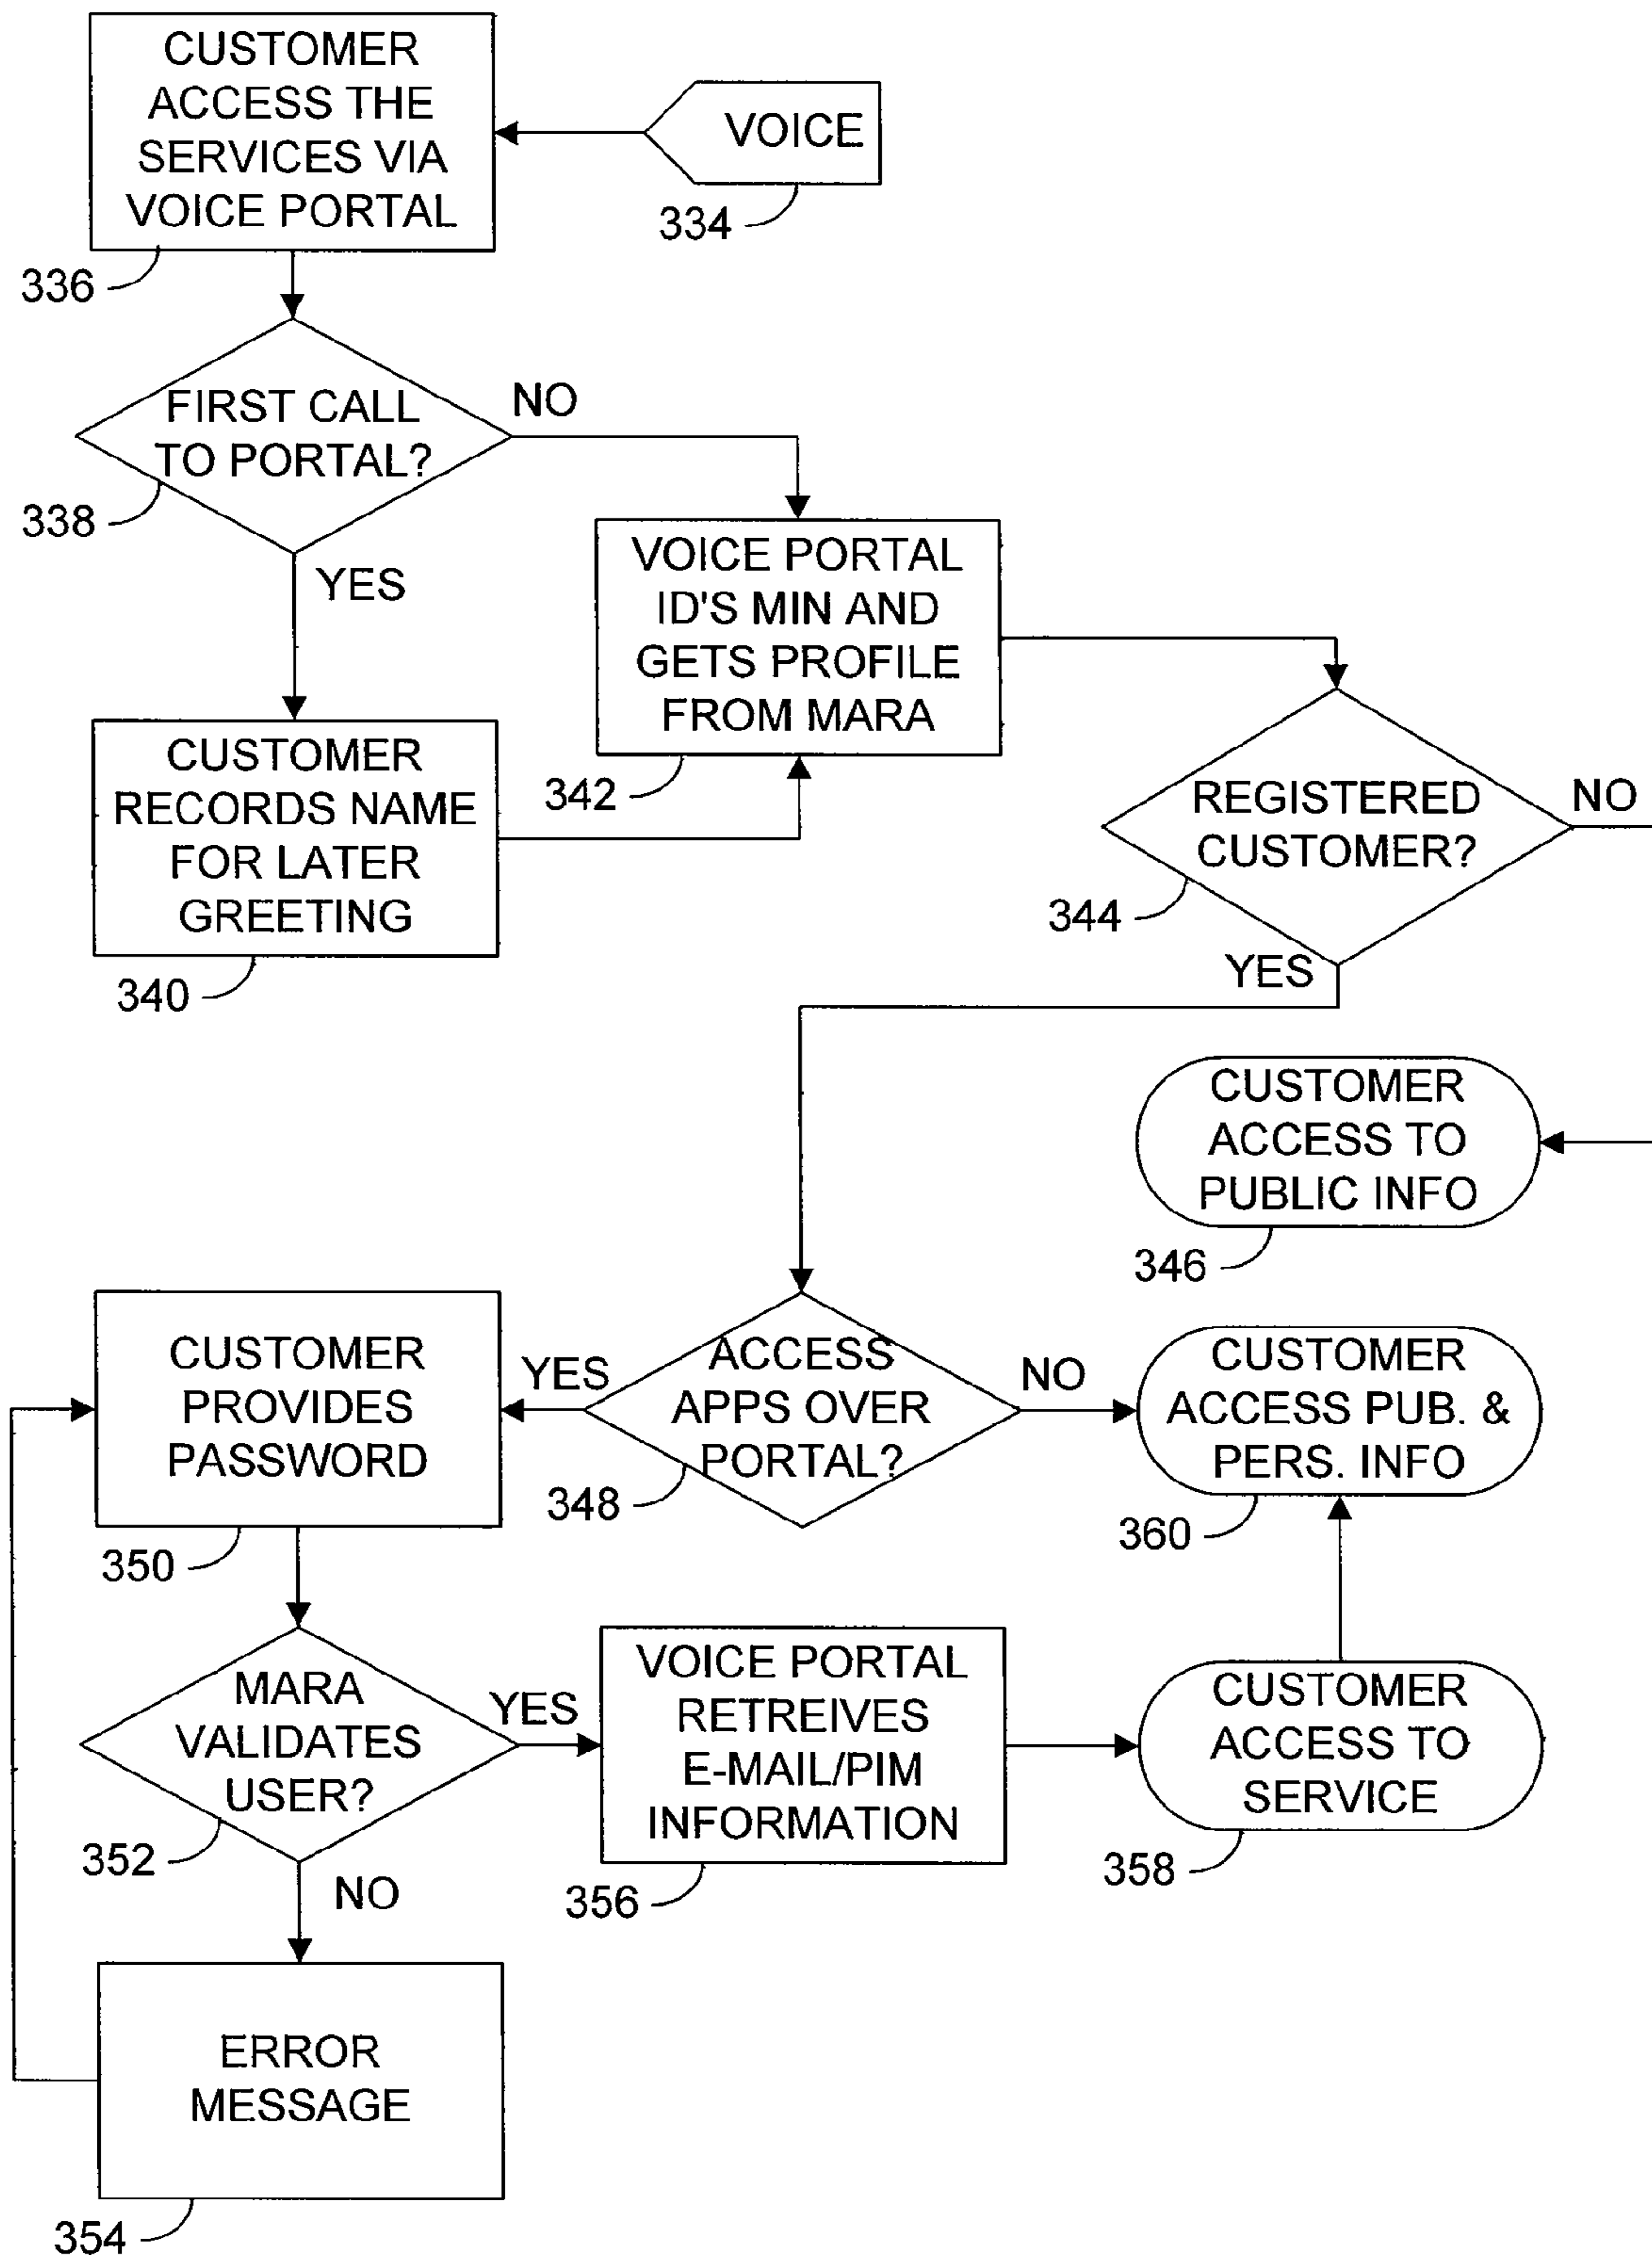 CUSTOMER
ACCESS THE
SERVICES VIA
VOICE PORTAL
336
VOICE
334
FIRST CALL
TO PORTAL?
338
NO
YES
CUSTOMER
RECORDS NAME
FOR LATER
GREETING
340
VOICE PORTAL
ID'S MIN AND
GETS PROFILE
FROM MARA
342
REGISTERED
CUSTOMER?
344
NO
YES
CUSTOMER
ACCESS TO
PUBLIC INFO
346
ACCESS
APPS OVER
PORTAL?
348
YES
NO
CUSTOMER
PROVIDES
PASSWORD
350
CUSTOMER
ACCESS PUB. &
PERS. INFO
360
MARA
VALIDATES
USER?
352
YES
NO
VOICE PORTAL
RETREIVES
E-MAIL/PIM
INFORMATION
356
CUSTOMER
ACCESS TO
SERVICE
358
ERROR
MESSAGE
354